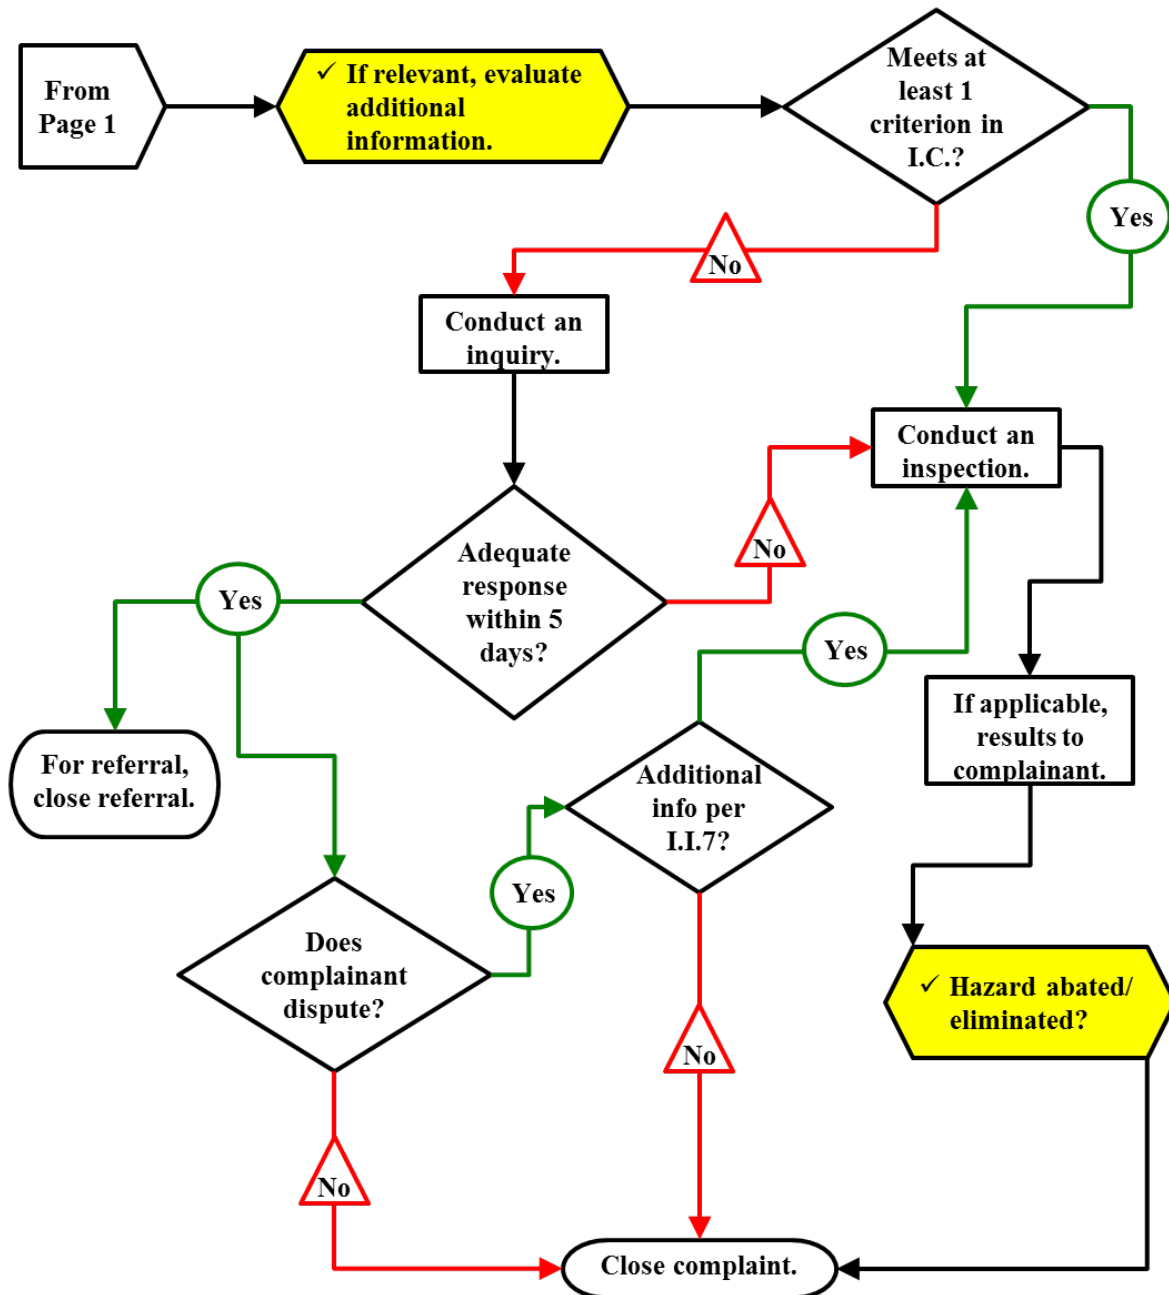 From
Page 1
✓ If relevant, evaluate
additional
information.
Meets at
least 1
criterion in
I.C.?
Yes
No
Conduct an
inquiry.
Conduct an
inspection.
Adequate
response
within 5
days?
No
Yes
Yes
For referral,
close referral.
Additional
info per
I.I.7?
If applicable,
results to
complainant.
Yes
Does
complainant
dispute?
✓ Hazard abated/
eliminated?
No
No
Close complaint.